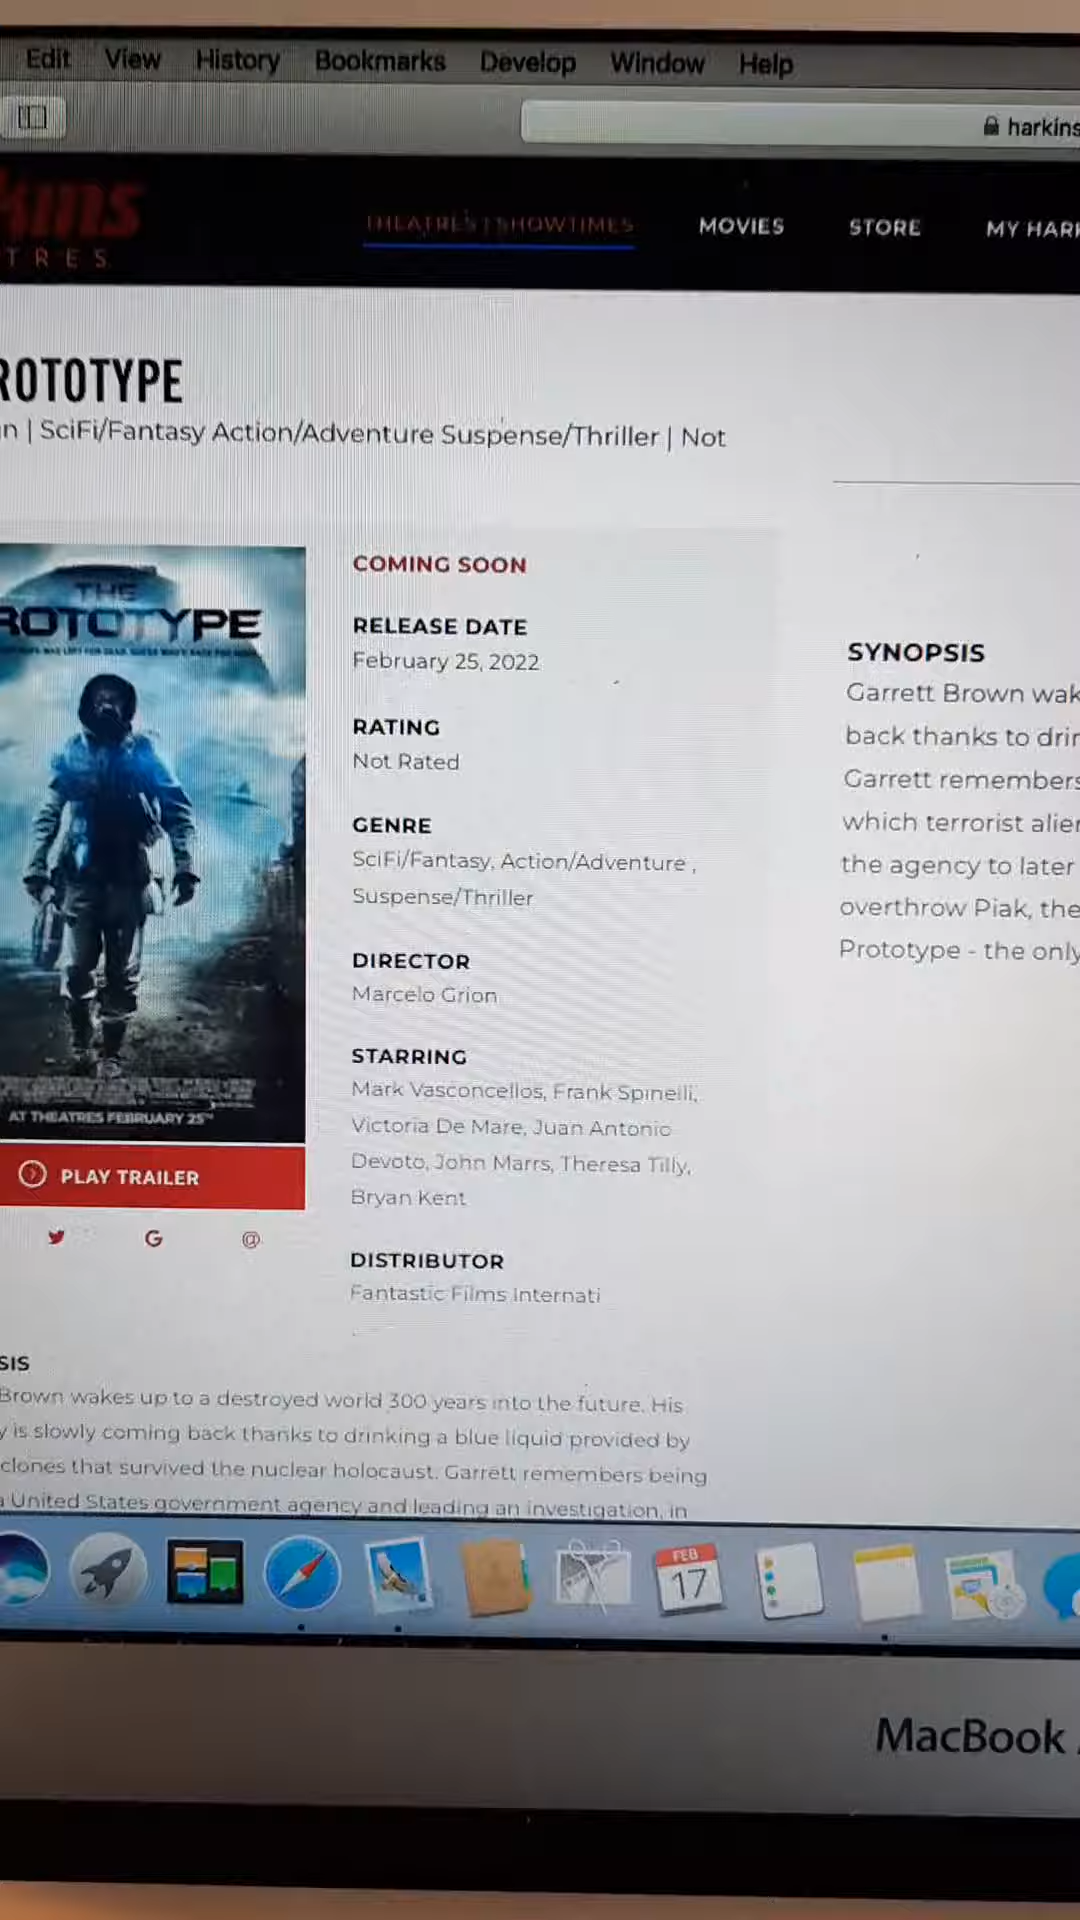 Edit View History Bookmarks Develop Window Help
harkins
kins
TRES
THEATRES | SHOWTIMES MOVIES STORE MY HARK
ROTOTYPE
n | SciFi/Fantasy Action/Adventure Suspense/Thriller | Not
THE
ROTOTYPE
AT THEATRES FEBRUARY 25TH
PLAY TRAILER
COMING SOON
RELEASE DATE
February 25, 2022
RATING
Not Rated
GENRE
SciFi/Fantasy, Action/Adventure ,
Suspense/Thriller
DIRECTOR
Marcelo Grion
STARRING
Mark Vasconcellos, Frank Spinelli,
Victoria De Mare, Juan Antonio
Devoto, John Marrs, Theresa Tilly,
Bryan Kent
DISTRIBUTOR
Fantastic Films Internati
SYNOPSIS
Garrett Brown wak
back thanks to drin
Garrett remembers
which terrorist alien
the agency to later
overthrow Piak, the
Prototype - the only
SIS
Brown wakes up to a destroyed world 300 years into the future. His
y is slowly coming back thanks to drinking a blue liquid provided by
clones that survived the nuclear holocaust. Garrett remembers being
a United States government agency and leading an investigation, in
FEB
17
MacBook